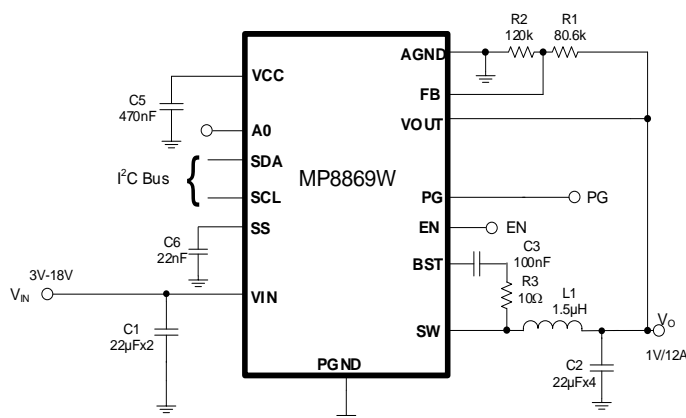 R2
120k
R1
80.6k
AGND
VCC
C5
470nF
FB
VOUT
A0
SDA
I²C Bus
SCL
MP8869W
PG
PG
SS
EN
EN
C6
22nF
C3
100nF
BST
3V-18V
R3
10Ω
L1
1.5µH
VIN
VIN
C1
22µFx2
SW
VO
1V/12A
C2
22µFx4
PGND